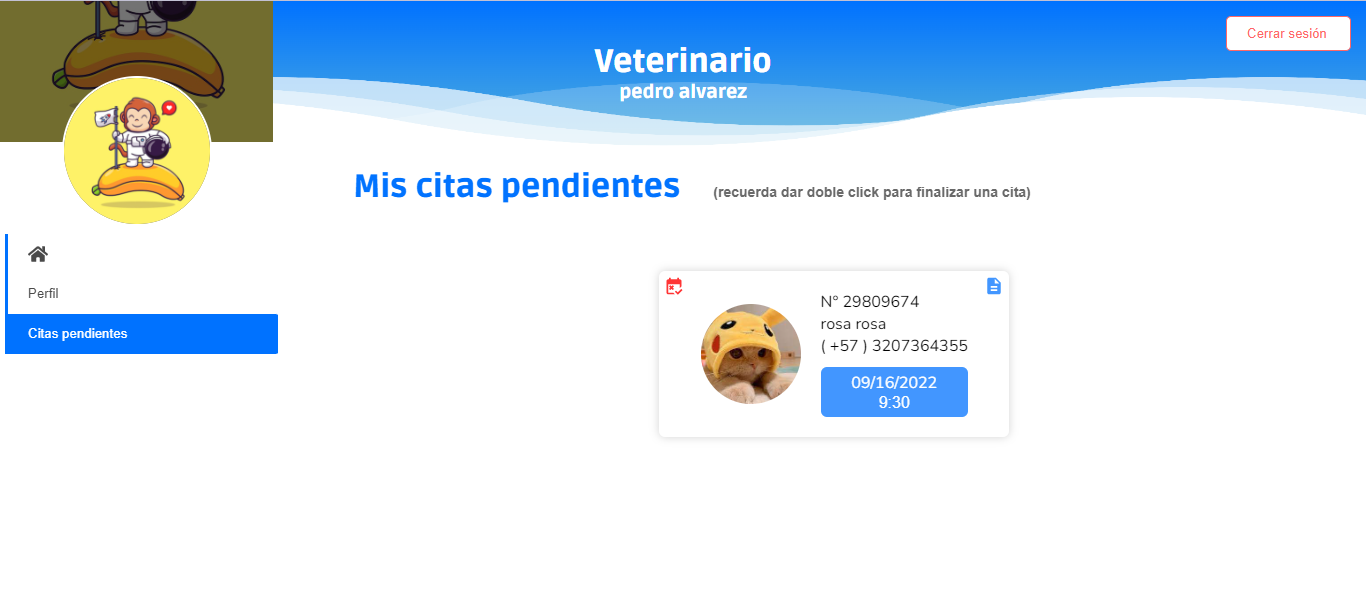 Cerrar sesión
Veterinario
pedro alvarez
Mis citas pendientes
(recuerda dar doble click para finalizar una cita)
Perfil
Citas pendientes
N° 29809674
rosa rosa
( +57 ) 3207364355
09/16/2022
9:30